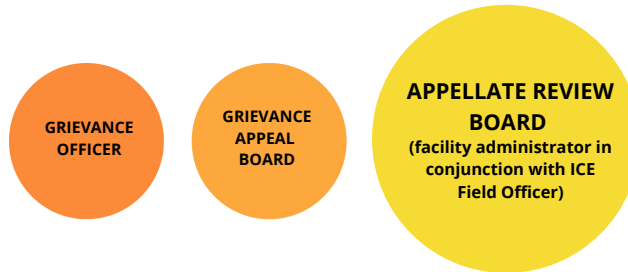 GRIEVANCE
OFFICER
GRIEVANCE
APPEAL
BOARD
APPELLATE REVIEW
BOARD
(facility administrator in
conjunction with ICE
Field Officer)